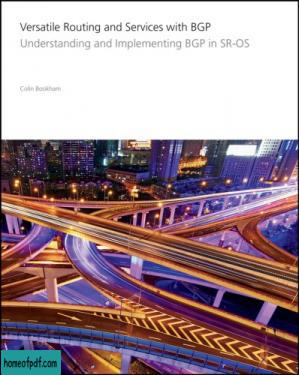 Versatile Routing and Services with BGP
Understanding and Implementing BGP in SR-OS
Colin Bookham
homeofpdf.com